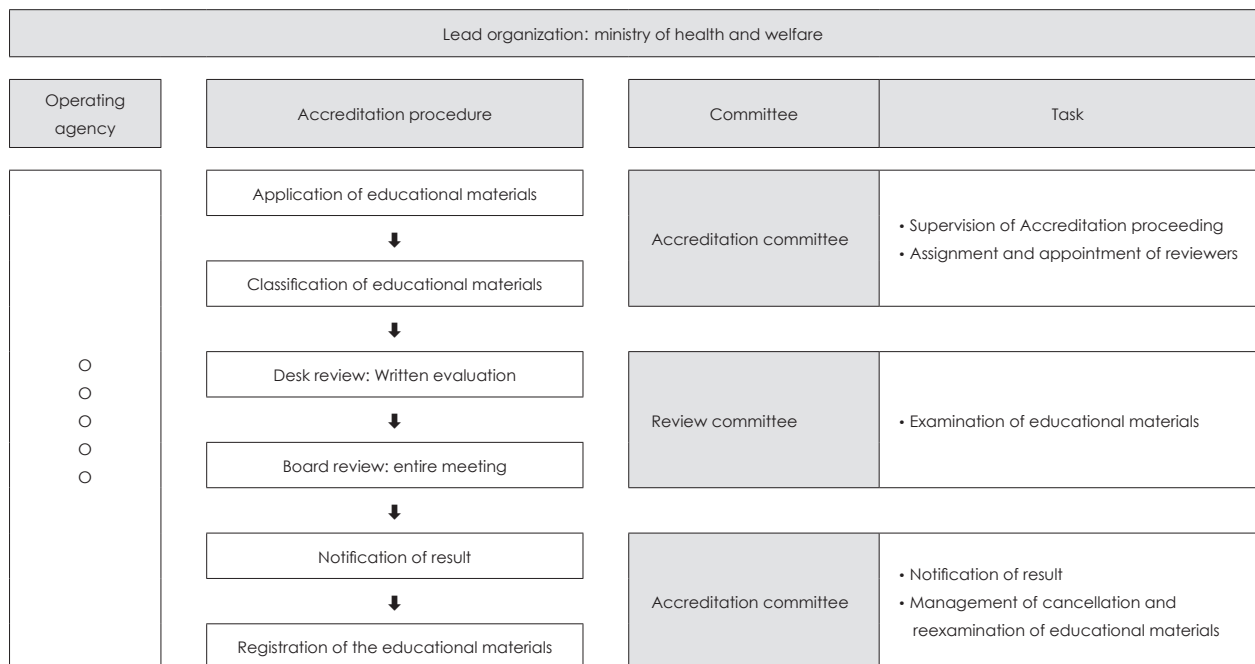 Lead organization: ministry of health and welfare
Operating
agency
Accreditation procedure
Committee
Task
Application of educational materials
Classification of educational materials
Accreditation committee
• Supervision of Accreditation proceeding
• Assignment and appointment of reviewers
O
O
O
O
O
Desk review: Written evaluation
Board review: entire meeting
Review committee
• Examination of educational materials
Notification of result
Registration of the educational materials
Accreditation committee
• Notification of result
• Management of cancellation and
reexamination of educational materials